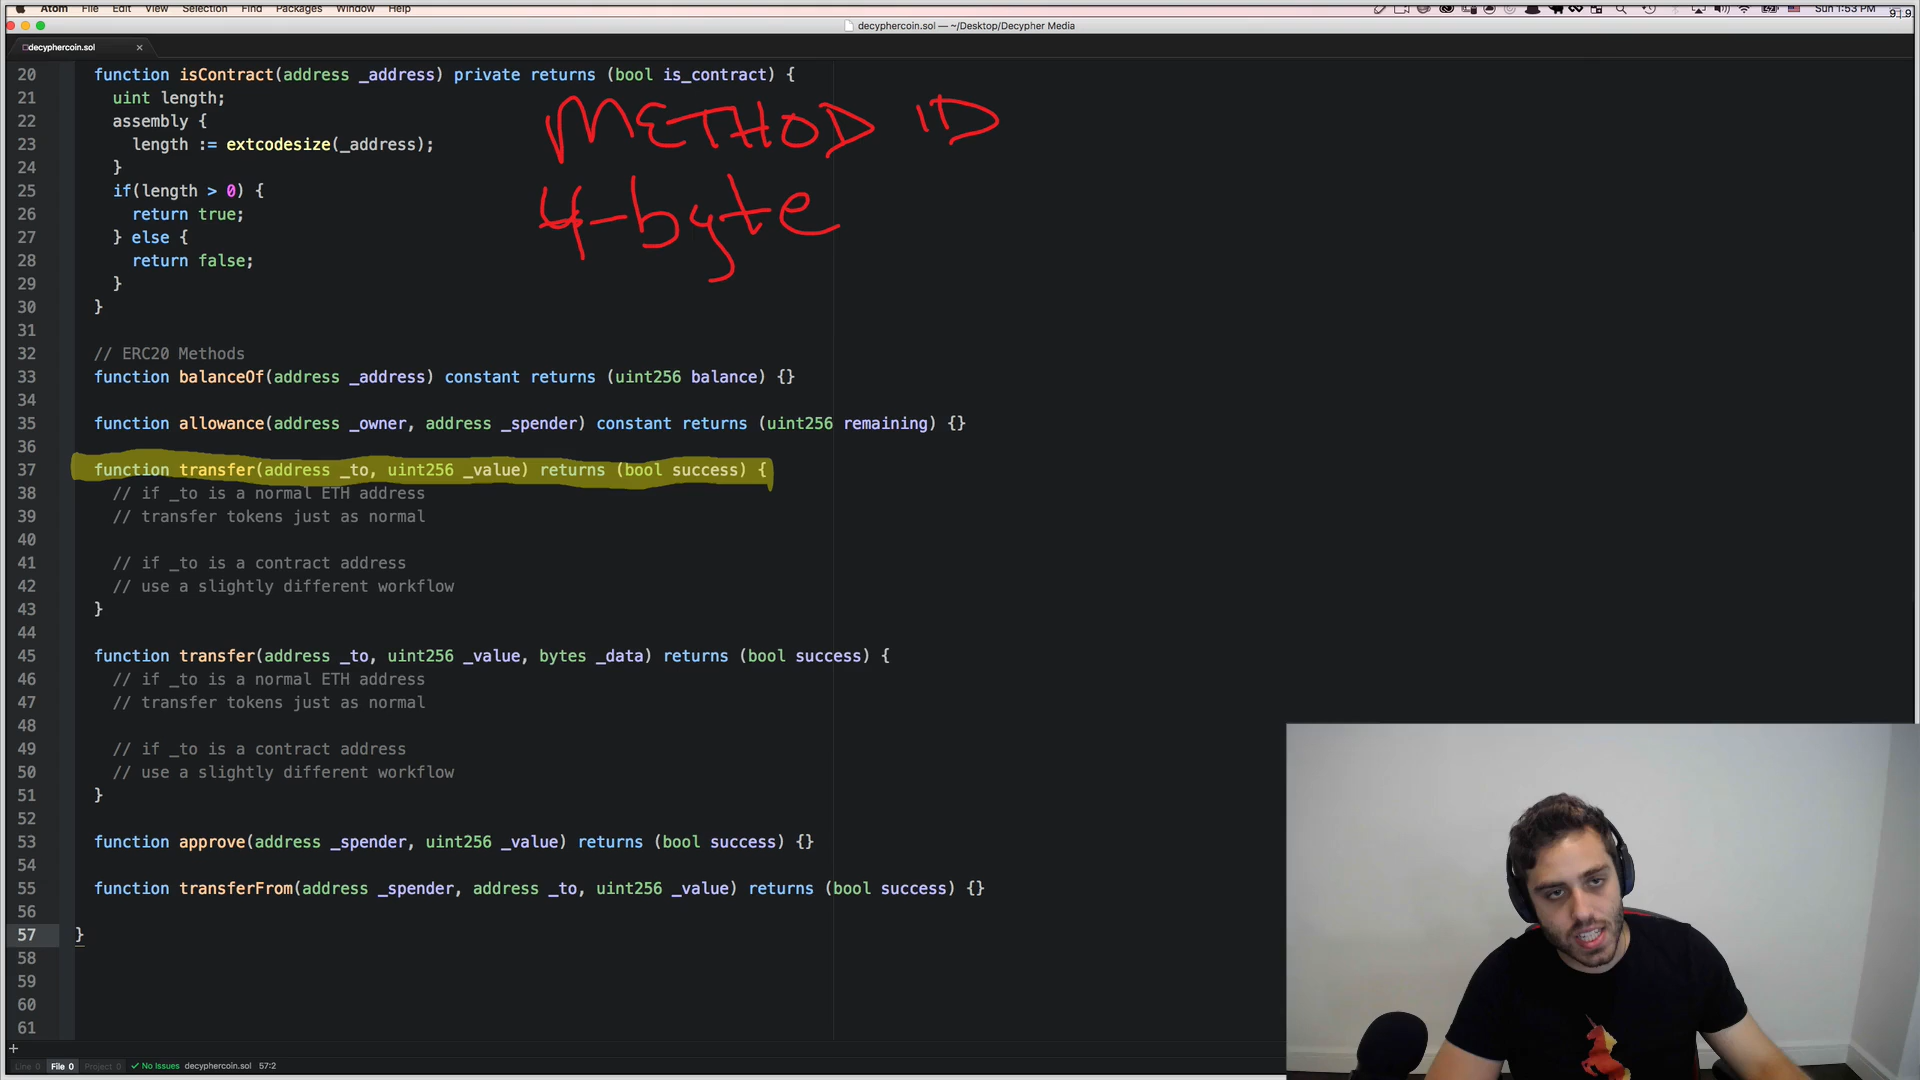 Atom File Edit View Selection Find Packages Window Help Sun 1:53 PM
decyphercoin.sol — ~/Desktop/Decypher Media
decyphercoin.sol ×
20 function isContract(address _address) private returns (bool is_contract) {
21 uint length;
22 assembly {
23 length := extcodesize(_address);
24 }
25 if(length > 0) {
26 return true;
27 } else {
28 return false;
29 }
30 }
31
32 // ERC20 Methods
33 function balanceOf(address _address) constant returns (uint256 balance) {}
34
35 function allowance(address _owner, address _spender) constant returns (uint256 remaining) {}
36
37 function transfer(address _to, uint256 _value) returns (bool success) {
38 // if _to is a normal ETH address
39 // transfer tokens just as normal
40
41 // if _to is a contract address
42 // use a slightly different workflow
43 }
44
45 function transfer(address _to, uint256 _value, bytes _data) returns (bool success) {
46 // if _to is a normal ETH address
47 // transfer tokens just as normal
48
49 // if _to is a contract address
50 // use a slightly different workflow
51 }
52
53 function approve(address _spender, uint256 _value) returns (bool success) {}
54
55 function transferFrom(address _spender, address _to, uint256 _value) returns (bool success) {}
56
57 }
58
59
60
61
METHOD ID
4-byte
+
Line 0 File 0 Project 0 ✓ No Issues decyphercoin.sol 57:2